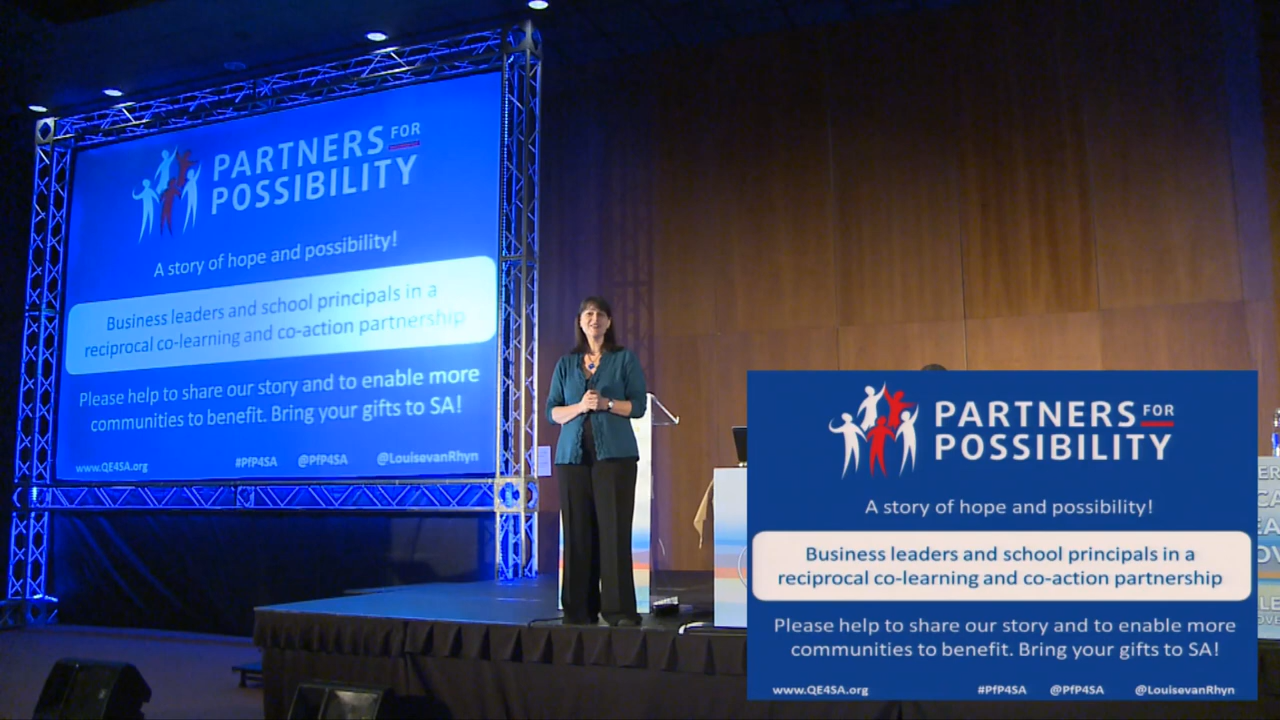 PARTNERS FOR
POSSIBILITY
A story of hope and possibility!
Business leaders and school principals in a
reciprocal co-learning and co-action partnership
Please help to share our story and to enable more
communities to benefit. Bring your gifts to SA!
www.QE4SA.org #PfP4SA @PfP4SA @LouisevanRhyn
PARTNERS FOR
POSSIBILITY
A story of hope and possibility!
Business leaders and school principals in a
reciprocal co-learning and co-action partnership
Please help to share our story and to enable more
communities to benefit. Bring your gifts to SA!
www.QE4SA.org #PfP4SA @PfP4SA @LouisevanRhyn